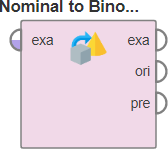 Nominal to Bino...
exa exa
ori
pre